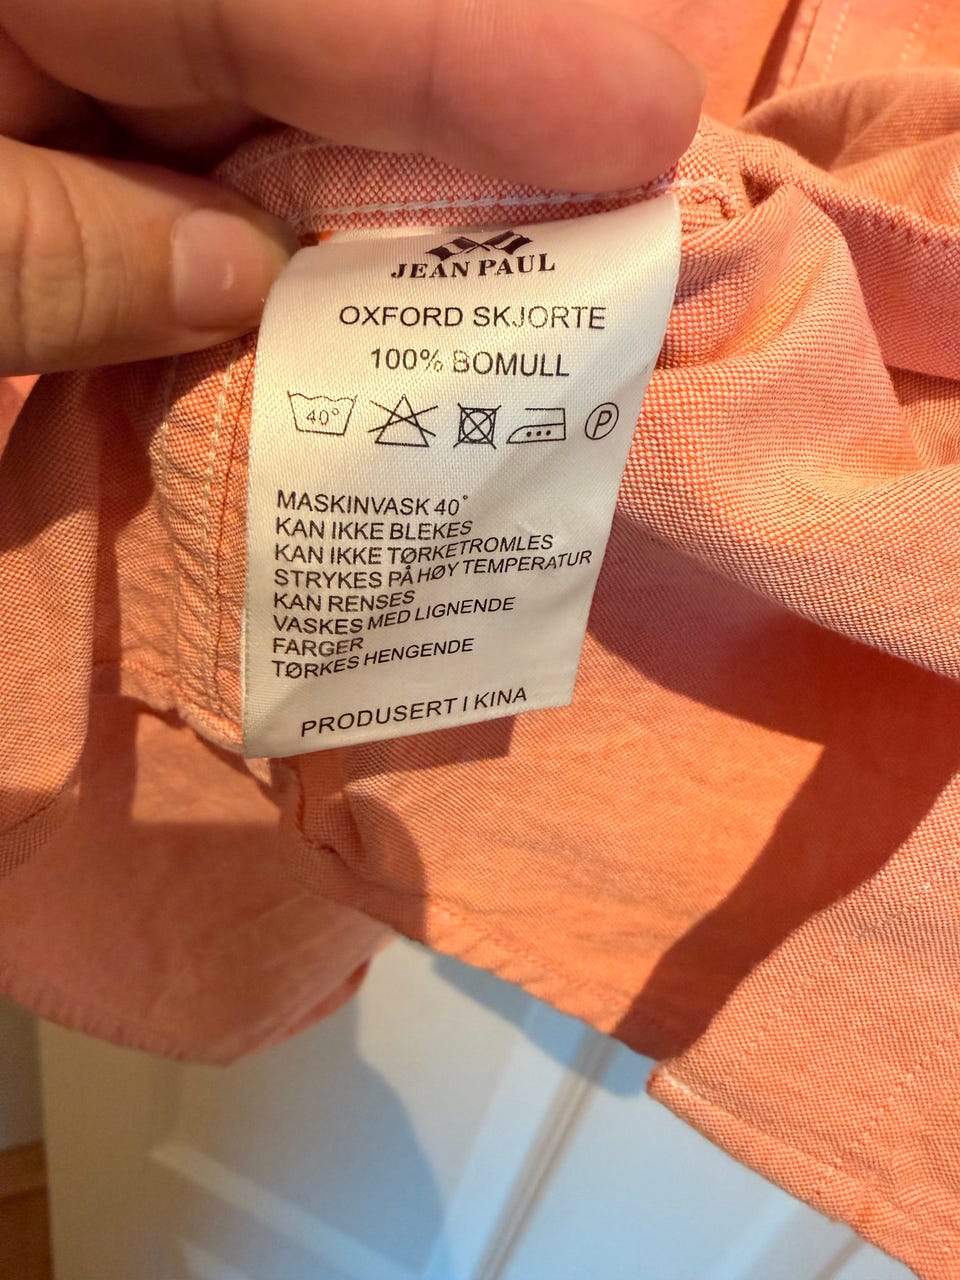 JEAN PAUL
OXFORD SKJORTE
100% BOMULL
40° P
MASKINVASK 40°
KAN IKKE BLEKES
KAN IKKE TØRKETROMLES
STRYKES PÅ HØY TEMPERATUR
KAN RENSES
VASKES MED LIGNENDE
FARGER
TØRKES HENGENDE
PRODUSERT I KINA